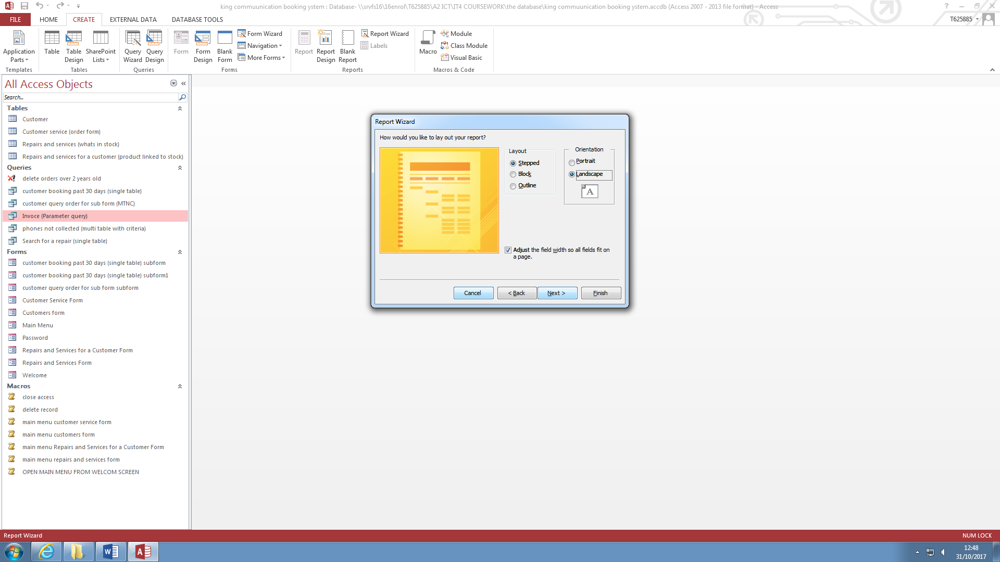 king commuunication booking ystem : Database- \\srvfs16\16enrol\T625885\A2 ICT\IT4 COURSEWORK\the database\king commuunication booking ystem.accdb (Access 2007 - 2013 file format) - Access
FILE HOME CREATE EXTERNAL DATA DATABASE TOOLS
T625885
Application Parts
Table
Table Design
SharePoint Lists
Query Wizard
Query Design
Form
Form Design
Blank Form
Form Wizard
Navigation
More Forms
Report
Report Design
Blank Report
Report Wizard
Labels
Macro
Module
Class Module
Visual Basic
Templates
Tables
Queries
Forms
Reports
Macros & Code
All Access Objects
Search...
Tables
Customer
Customer service (order form)
Repairs and services (whats in stock)
Repairs and services for a customer (product linked to stock)
Queries
delete orders over 2 years old
customer booking past 30 days (single table)
customer query order for sub form (MTNC)
Invoce (Parameter query)
phones not collected (multi table with criteria)
Search for a repair (single table)
Forms
customer booking past 30 days (single table) subform
customer booking past 30 days (single table) subform1
customer query order for sub form subform
Customer Service Form
Customers form
Main Menu
Password
Repairs and Services for a Customer Form
Repairs and Services Form
Welcome
Macros
close access
delete record
main menu customer service form
main menu customers form
main menu Repairs and Services for a Customer Form
main menu repairs and services form
OPEN MAIN MENU FROM WELCOM SCREEN
Report Wizard
How would you like to lay out your report?
Layout
Stepped
Block
Outline
Orientation
Portrait
Landscape
A
Adjust the field width so all fields fit on
a page.
Cancel
< Back
Next >
Finish
Report Wizard
NUM LOCK
12:48
31/10/2017